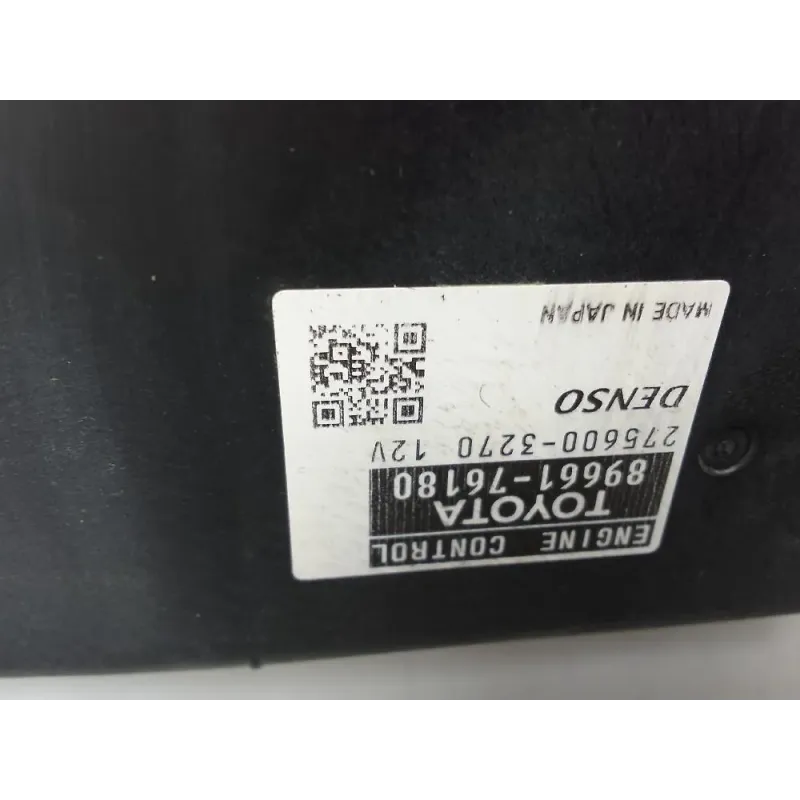 ENGINE CONTROL
TOYOTA
89661-76180
275600-3270 12V
DENSO
MADE IN JAPAN